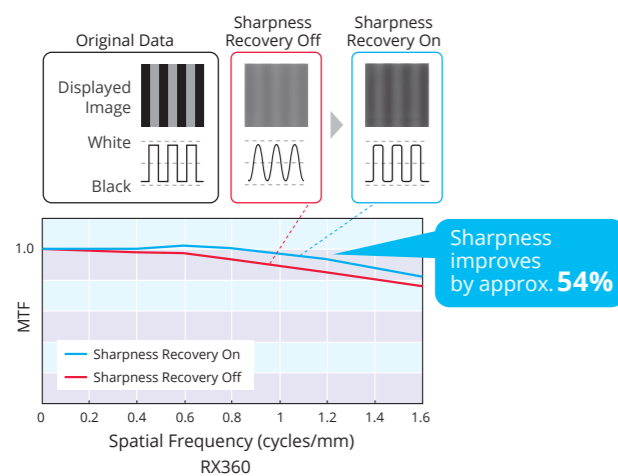 Original Data
Sharpness
Recovery Off
Sharpness
Recovery On
Displayed
Image
White
Black
1.0
MTF
Sharpness
improves
by approx. 54%
Sharpness Recovery On
Sharpness Recovery Off
0 0.2 0.4 0.6 0.8 1 1.2 1.4 1.6
Spatial Frequency (cycles/mm)
RX360